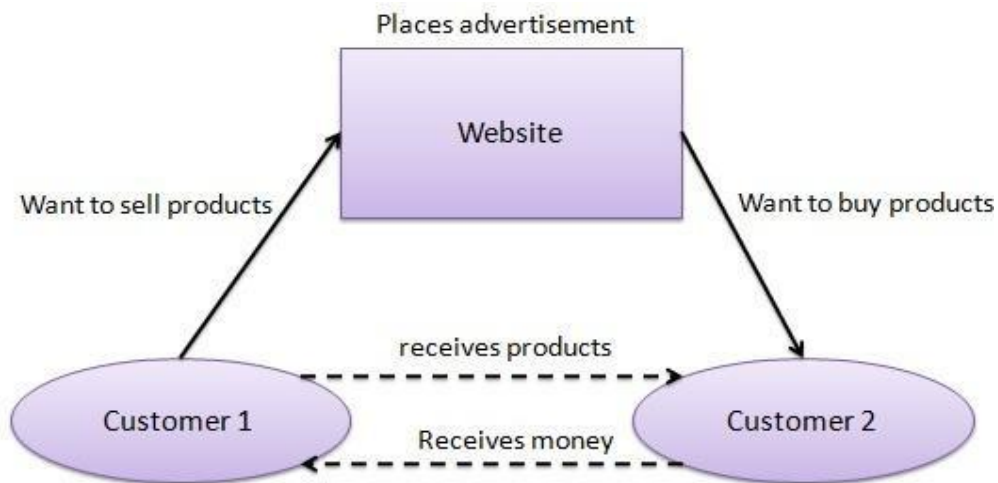 Places advertisement
Website
Want to sell products
Want to buy products
receives products
Customer 1
Customer 2
Receives money